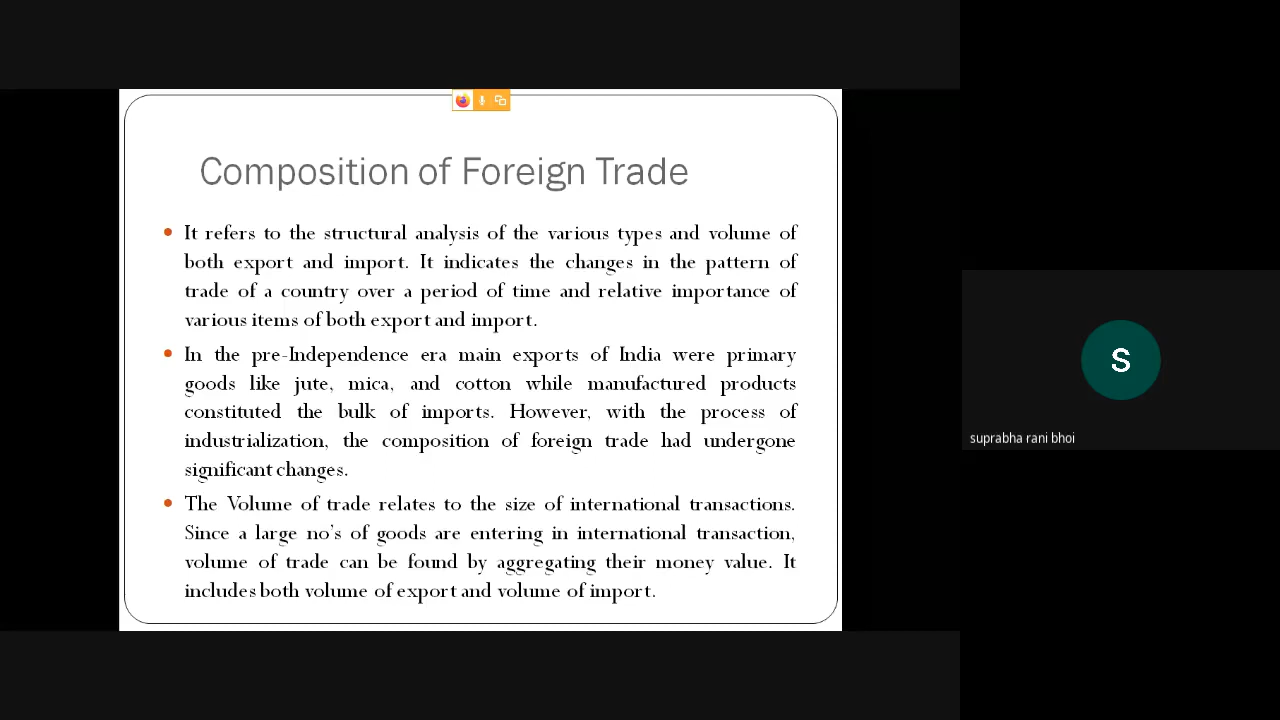 Composition of Foreign Trade
It refers to the structural analysis of the various types and volume of
both export and import. It indicates the changes in the pattern of
trade of a country over a period of time and relative importance of
various items of both export and import.
In the pre-Independence era main exports of India were primary
goods like jute, mica, and cotton while manufactured products
constituted the bulk of imports. However, with the process of
industrialization, the composition of foreign trade had undergone
significant changes.
The Volume of trade relates to the size of international transactions.
Since a large no's of goods are entering in international transaction,
volume of trade can be found by aggregating their money value. It
includes both volume of export and volume of import.
S
suprabha rani bhoi